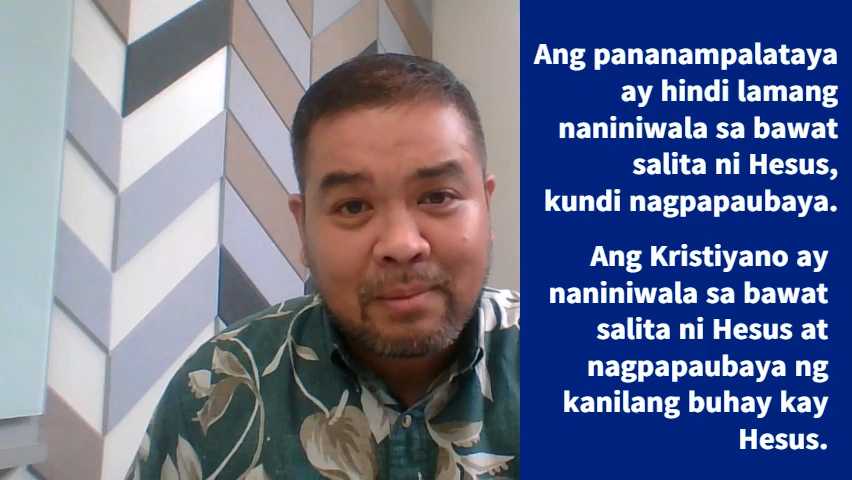 Ang pananampalataya
ay hindi lamang
naniniwala sa bawat
salita ni Hesus,
kundi nagpapaubaya.
Ang Kristiyano ay
naniniwala sa bawat
salita ni Hesus at
nagpapaubaya ng
kanilang buhay kay
Hesus.